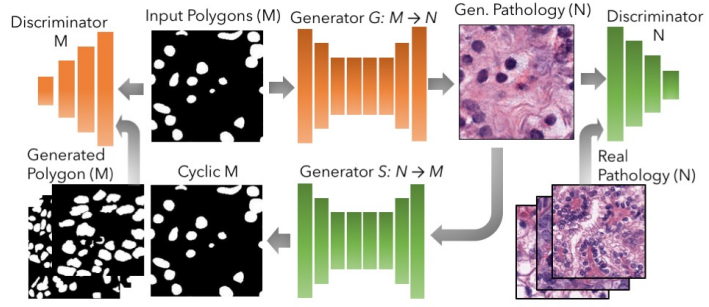 Discriminator
M
Input Polygons (M)
Generator G: M → N
Gen. Pathology (N)
Discriminator
N
Generated
Polygon (M)
Cyclic M
Generator S: N → M
Real
Pathology (N)